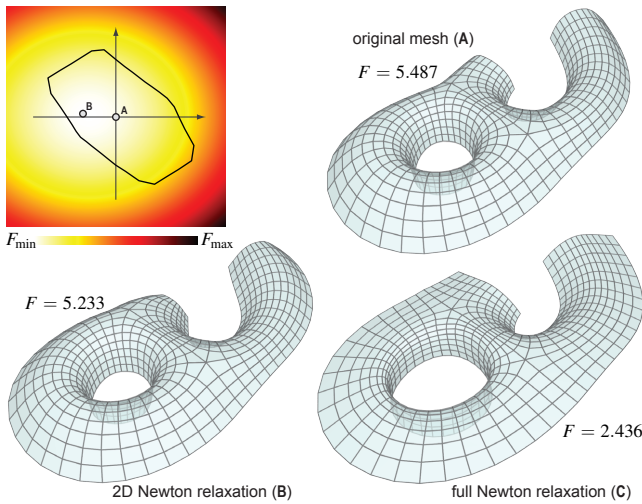 original mesh (A)
F = 5.487
B
A
F_min F_max
F = 5.233
F = 2.436
2D Newton relaxation (B)
full Newton relaxation (C)